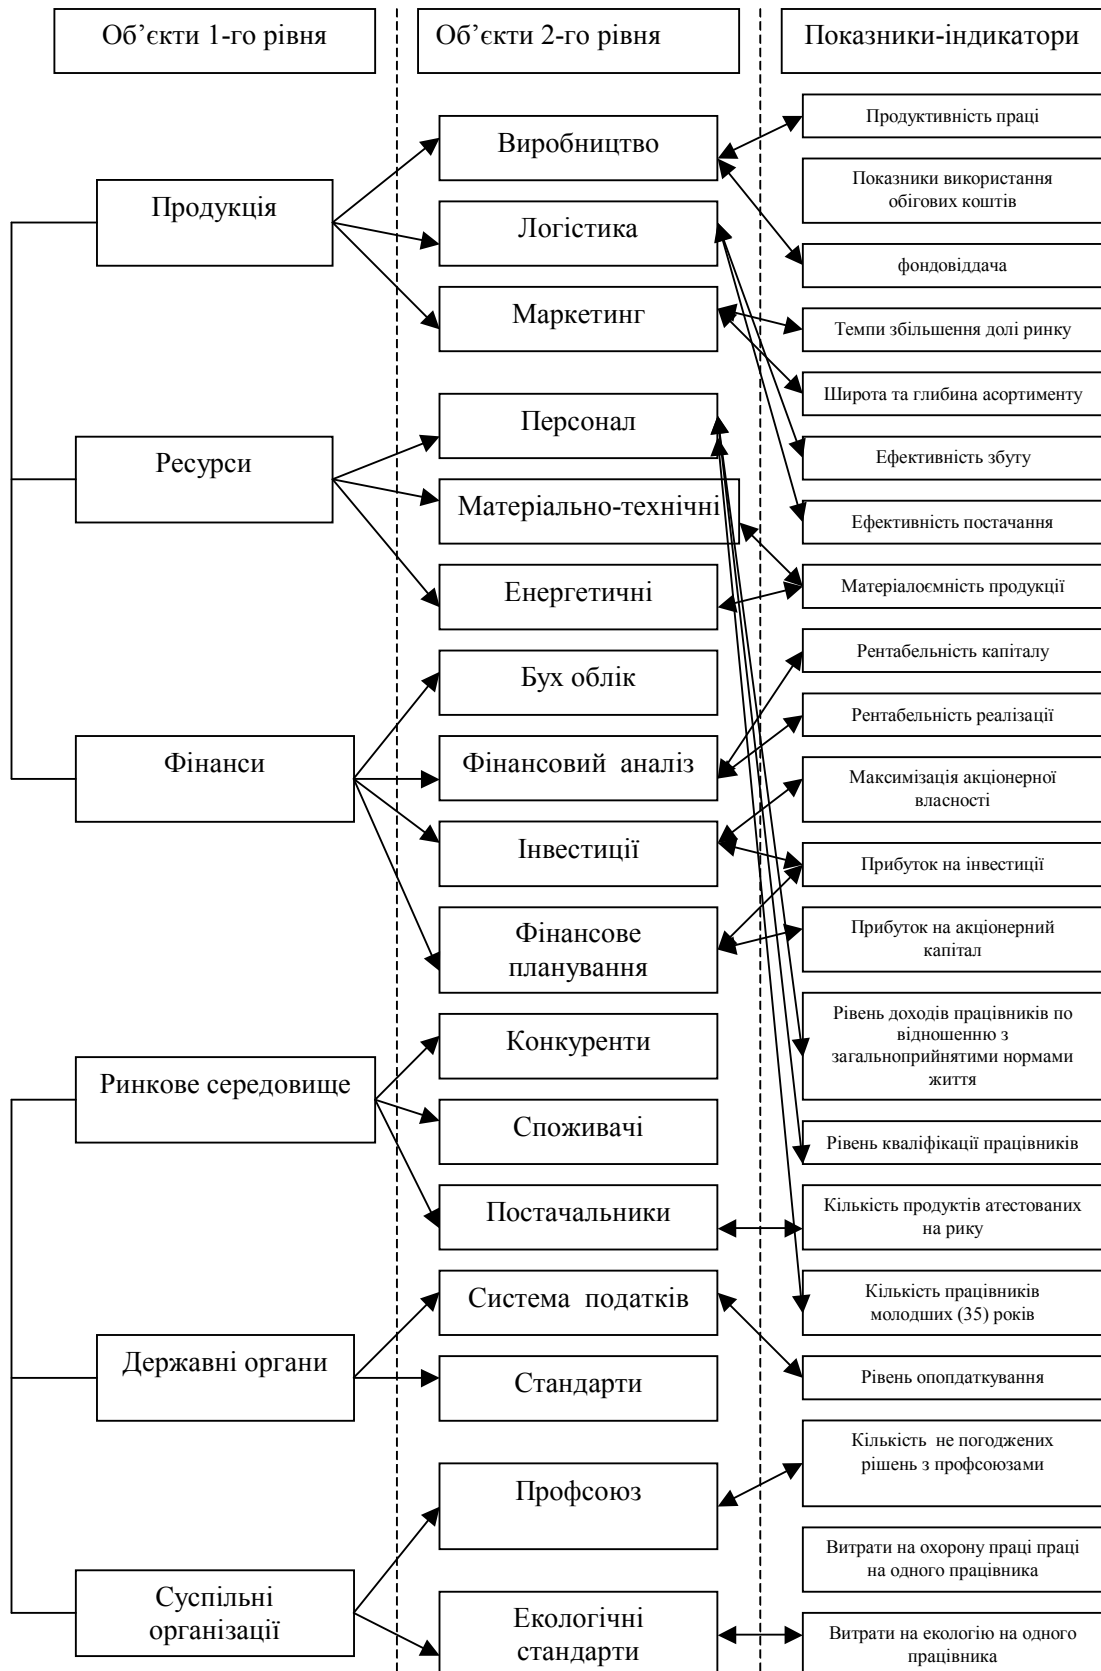 Об’єкти 1-го рівня
Об’єкти 2-го рівня
Показники-індикатори
Продукція
Ресурси
Фінанси
Ринкове середовище
Державні органи
Суспільні
організації
Виробництво
Логістика
Маркетинг
Персонал
Матеріально-технічні
Енергетичні
Бух облік
Фінансовий аналіз
Інвестиції
Фінансове
планування
Конкуренти
Споживачі
Постачальники
Система податків
Стандарти
Профсоюз
Екологічні
стандарти
Продуктивність праці
Показники використання
обігових коштів
фондовіддача
Темпи збільшення долі ринку
Широта та глибина асортименту
Ефективність збуту
Ефективність постачання
Матеріалоємність продукції
Рентабельність капіталу
Рентабельність реалізації
Максимізація акціонерної
власності
Прибуток на інвестиції
Прибуток на акціонерний
капітал
Рівень доходів працівників по
відношенню з
загальноприйнятими нормами
життя
Рівень кваліфікації працівників
Кількість продуктів атестованих
на рику
Кількість працівників
молодших (35) років
Рівень опопдаткування
Кількість не погоджених
рішень з профсоюзами
Витрати на охорону праці праці
на одного працівника
Витрати на екологію на одного
працівника